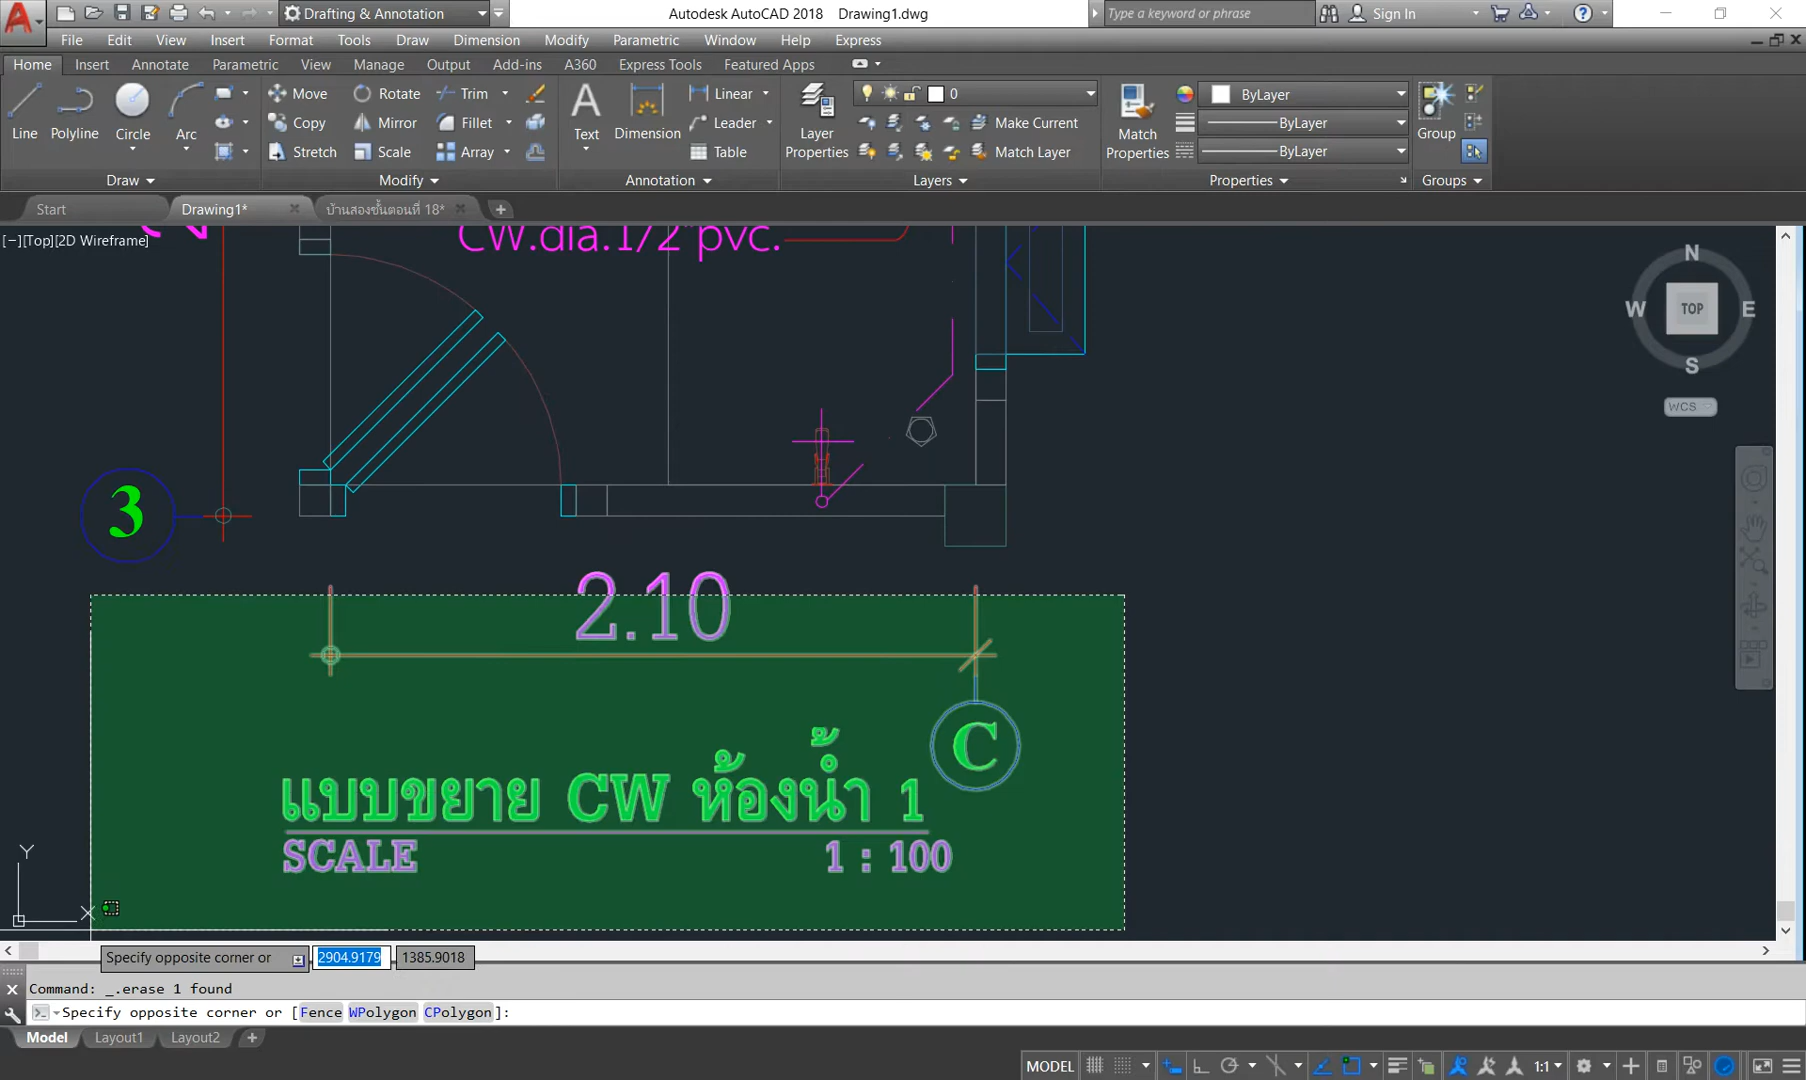 Drafting & Annotation
Autodesk AutoCAD 2018 Drawing1.dwg
Type a keyword or phrase
Sign In
File Edit View Insert Format Tools Draw Dimension Modify Parametric Window Help Express
Home Insert Annotate Parametric View Manage Output Add-ins A360 Express Tools Featured Apps
Move Rotate Trim Linear 0 ByLayer
Line Polyline Circle Arc Copy Mirror Fillet Text Dimension Leader Layer Properties Make Current Match Properties ByLayer Group
Stretch Scale Array Table Match Layer ByLayer
Draw Modify Annotation Layers Properties Groups
Start Drawing1* บ้านสองชั้นตอนที่ 18*
[−][Top][2D Wireframe]
CW.dia.1/2"pvc.
N
W TOP E
S
WCS
3
2.10
C
แบบขยาย CW ห้องน้ำ 1
SCALE 1 : 100
Y
X
Specify opposite corner or 2904.9179 1385.9018
Command: _.erase 1 found
Specify opposite corner or [Fence WPolygon CPolygon]:
Model Layout1 Layout2
MODEL 1:1